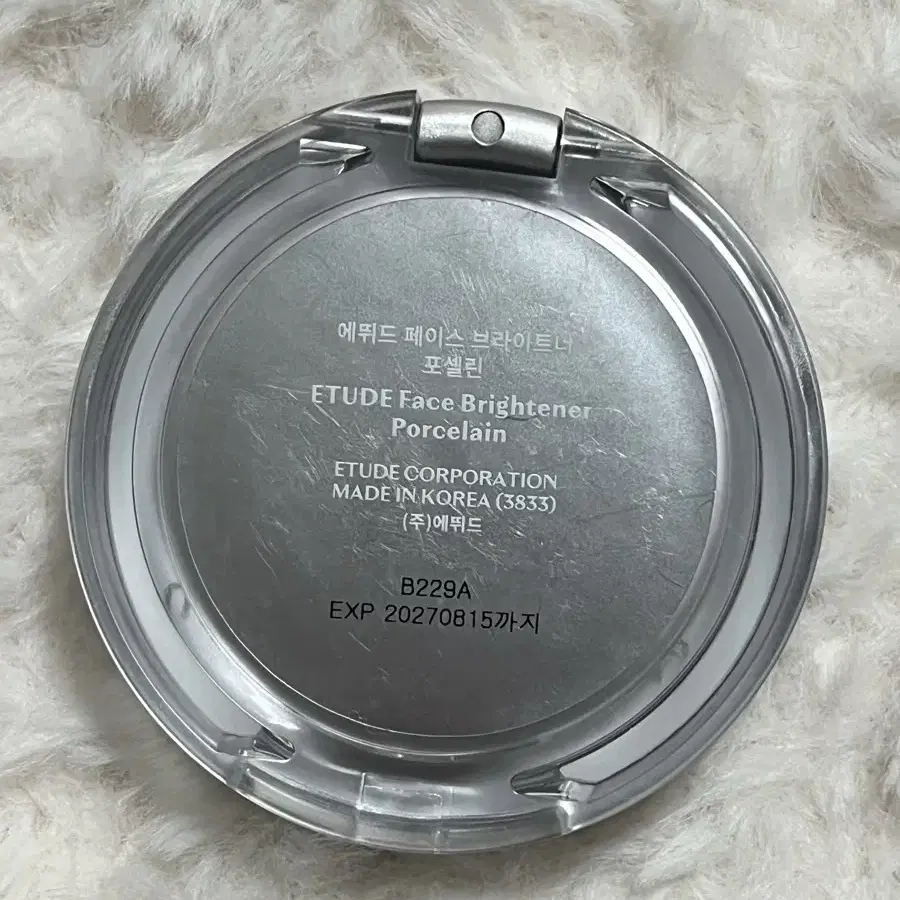 에뛰드 페이스 브라이트너
포셀린
ETUDE Face Brightener
Porcelain
ETUDE CORPORATION
MADE IN KOREA (3833)
(주)에뛰드
B229A
EXP 20270815까지